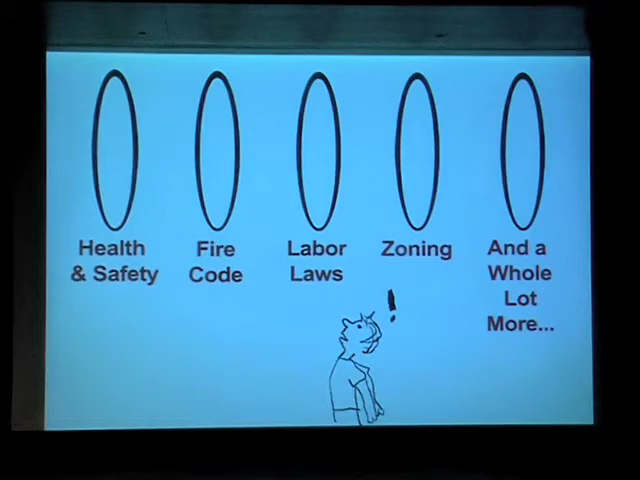 Health
& Safety
Fire
Code
Labor
Laws
Zoning
And a
Whole
Lot
More...
!